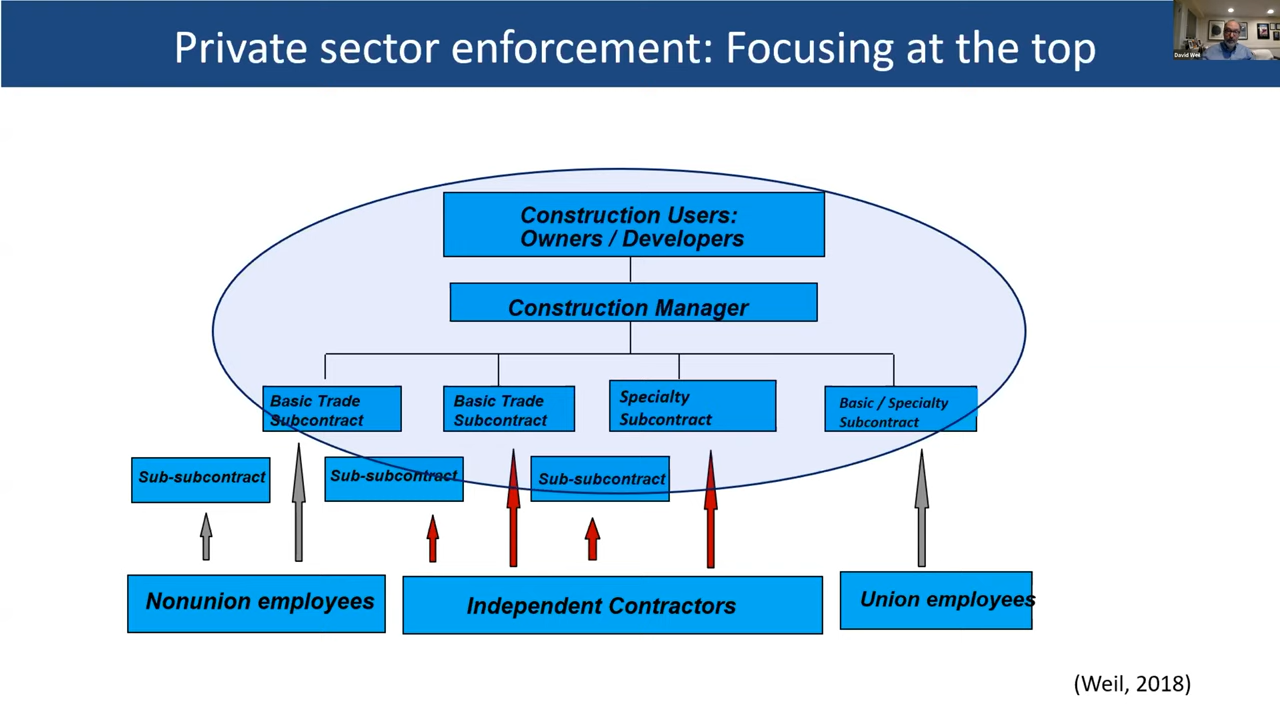 Private sector enforcement: Focusing at the top
David Weil
Construction Users:
Owners / Developers
Construction Manager
Basic Trade
Subcontract
Basic Trade
Subcontract
Specialty
Subcontract
Basic / Specialty
Subcontract
Sub-subcontract
Sub-subcontract
Sub-subcontract
Nonunion employees
Independent Contractors
Union employees
(Weil, 2018)